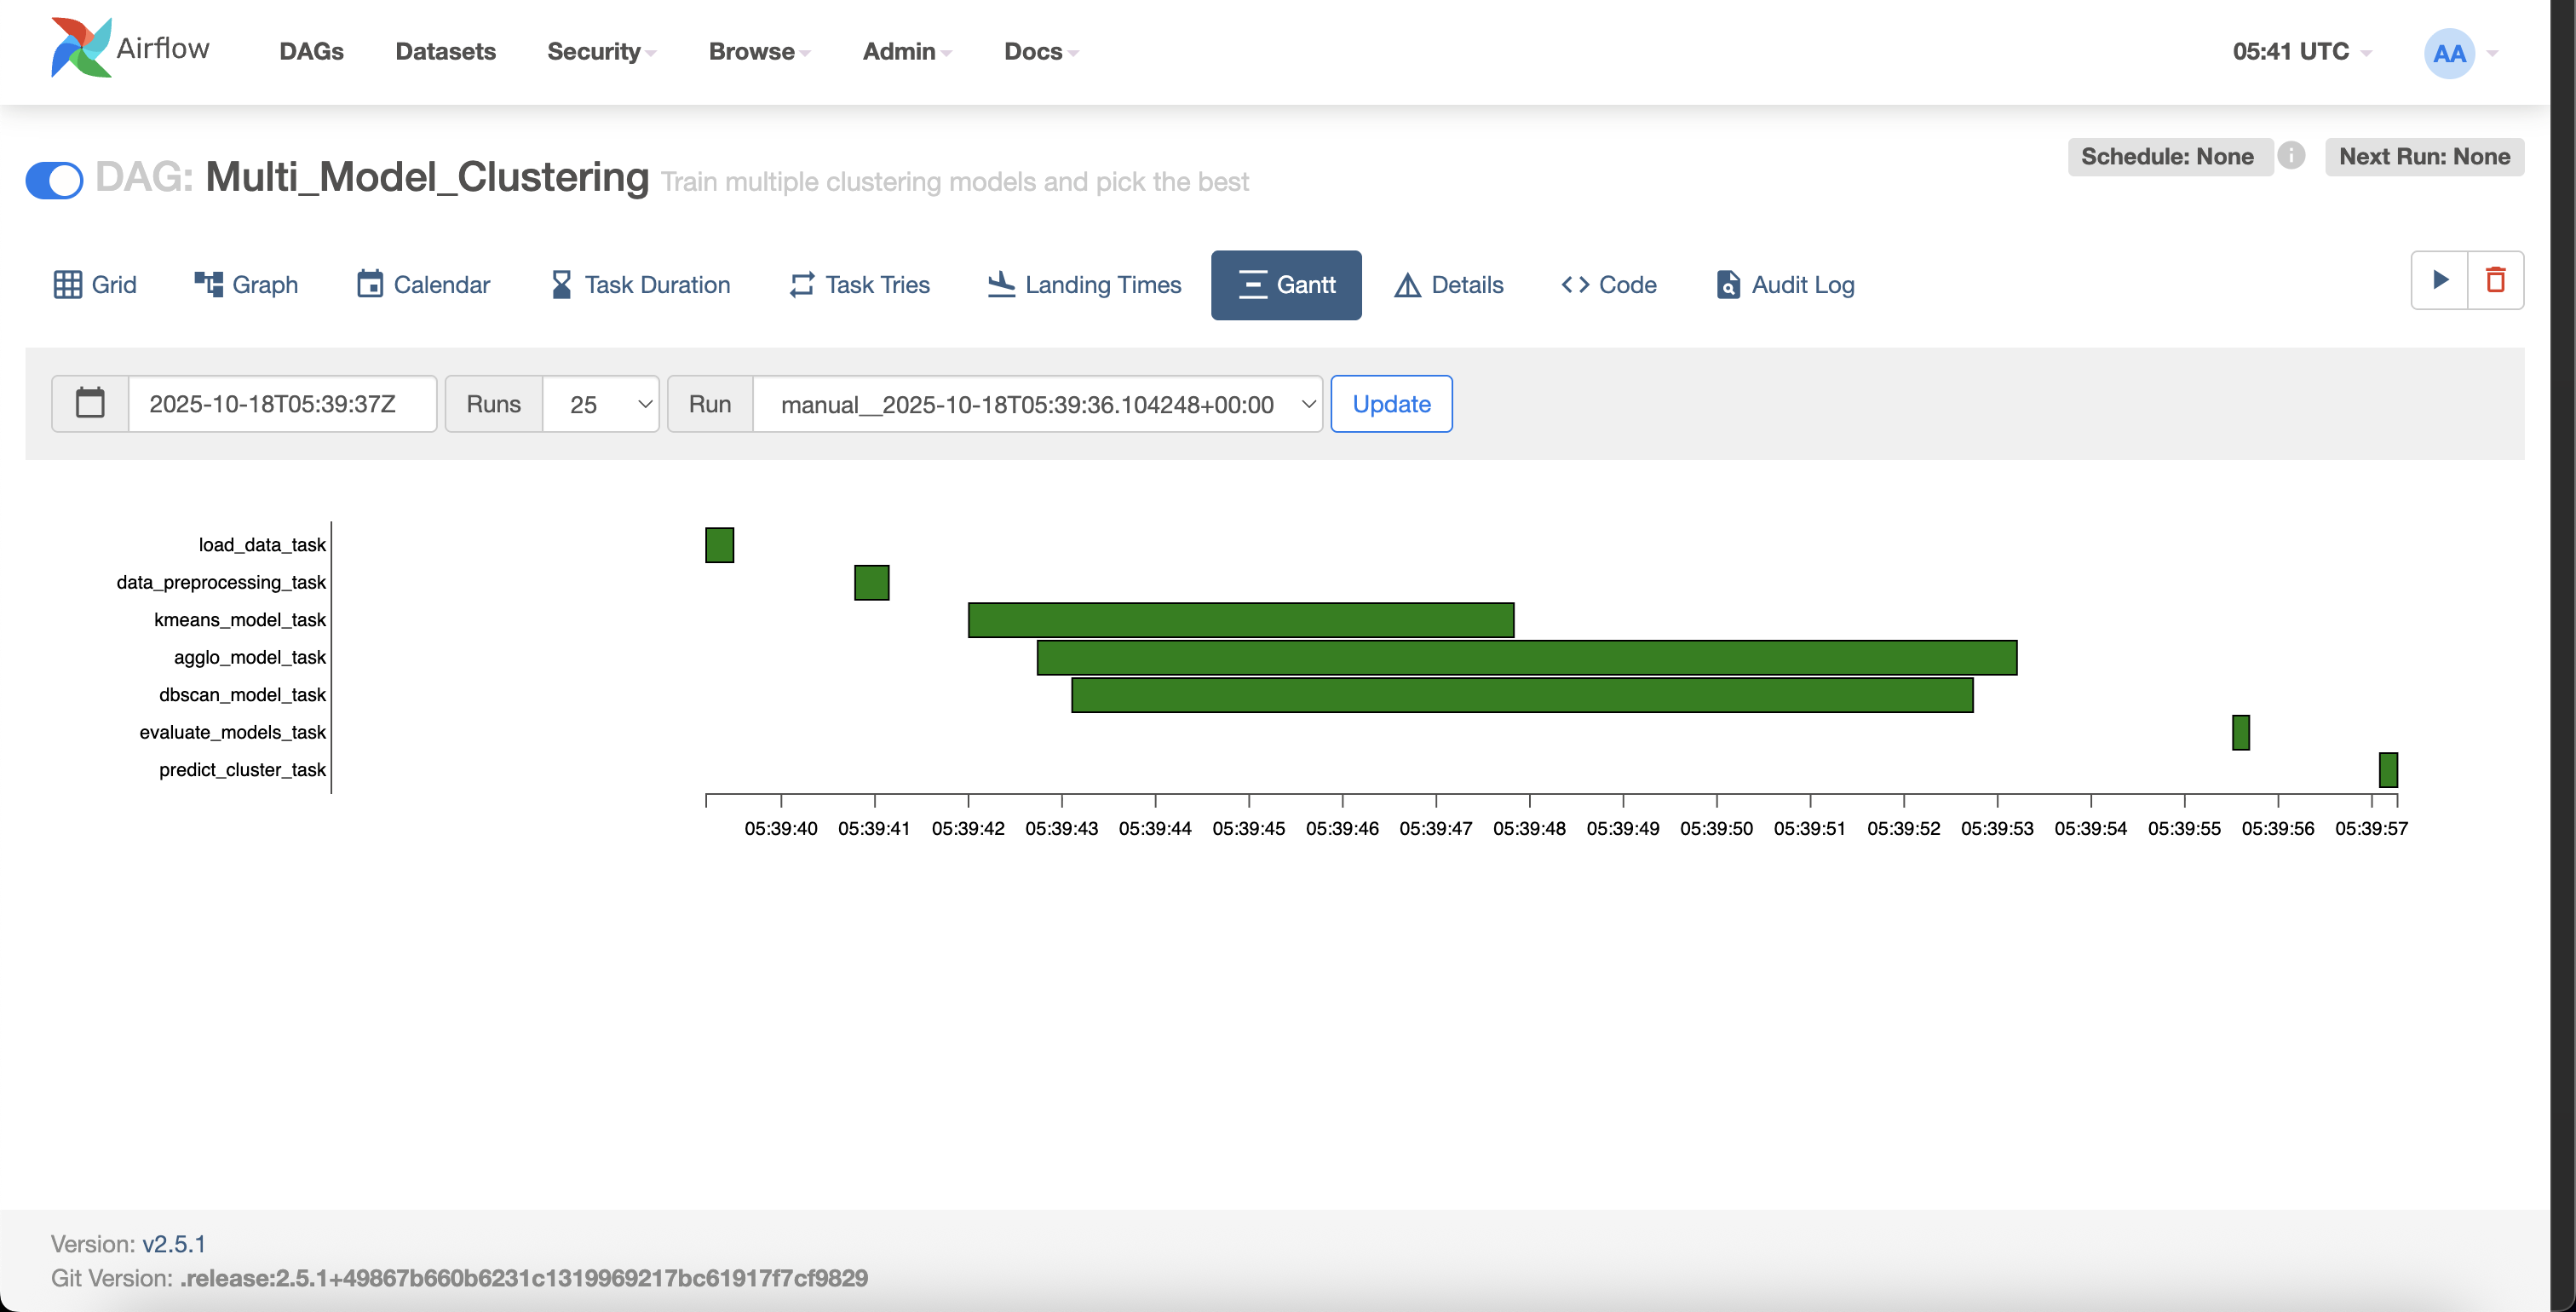 Airflow DAGs Datasets Security Browse Admin Docs 05:41 UTC AA
Schedule: None i Next Run: None
DAG: Multi_Model_Clustering Train multiple clustering models and pick the best
Grid Graph Calendar Task Duration Task Tries Landing Times Gantt Details Code Audit Log
2025-10-18T05:39:37Z Runs 25 Run manual__2025-10-18T05:39:36.104248+00:00 Update
load_data_task
data_preprocessing_task
kmeans_model_task
agglo_model_task
dbscan_model_task
evaluate_models_task
predict_cluster_task
05:39:40 05:39:41 05:39:42 05:39:43 05:39:44 05:39:45 05:39:46 05:39:47 05:39:48 05:39:49 05:39:50 05:39:51 05:39:52 05:39:53 05:39:54 05:39:55 05:39:56 05:39:57
Version: v2.5.1
Git Version: .release:2.5.1+49867b660b6231c1319969217bc61917f7cf9829